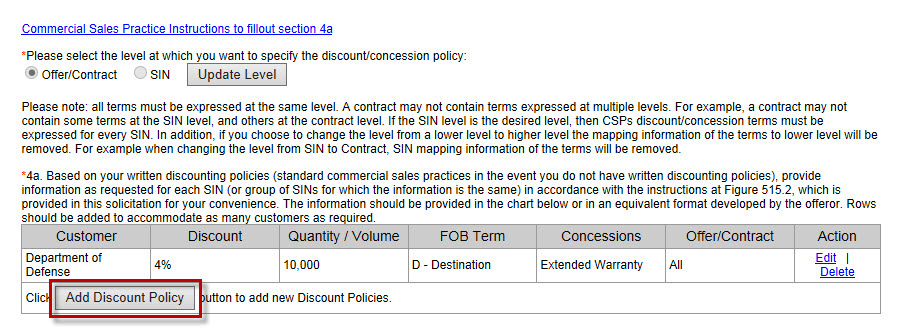 Commercial Sales Practice Instructions to fillout section 4a
*Please select the level at which you want to specify the discount/concession policy:
Offer/Contract SIN Update Level
Please note: all terms must be expressed at the same level. A contract may not contain terms expressed at multiple levels. For example, a contract may not
contain some terms at the SIN level, and others at the contract level. If the SIN level is the desired level, then CSPs discount/concession terms must be
expressed for every SIN. In addition, if you choose to change the level from a lower level to higher level the mapping information of the terms to lower level will be
removed. For example when changing the level from SIN to Contract, SIN mapping information of the terms will be removed.
*4a. Based on your written discounting policies (standard commercial sales practices in the event you do not have written discounting policies), provide
information as requested for each SIN (or group of SINs for which the information is the same) in accordance with the instructions at Figure 515.2, which is
provided in this solicitation for your convenience. The information should be provided in the chart below or in an equivalent format developed by the offeror. Rows
should be added to accommodate as many customers as required.
Customer Discount Quantity / Volume FOB Term Concessions Offer/Contract Action
Department of
Defense 4% 10,000 D - Destination Extended Warranty All Edit |
Delete
Click Add Discount Policy button to add new Discount Policies.